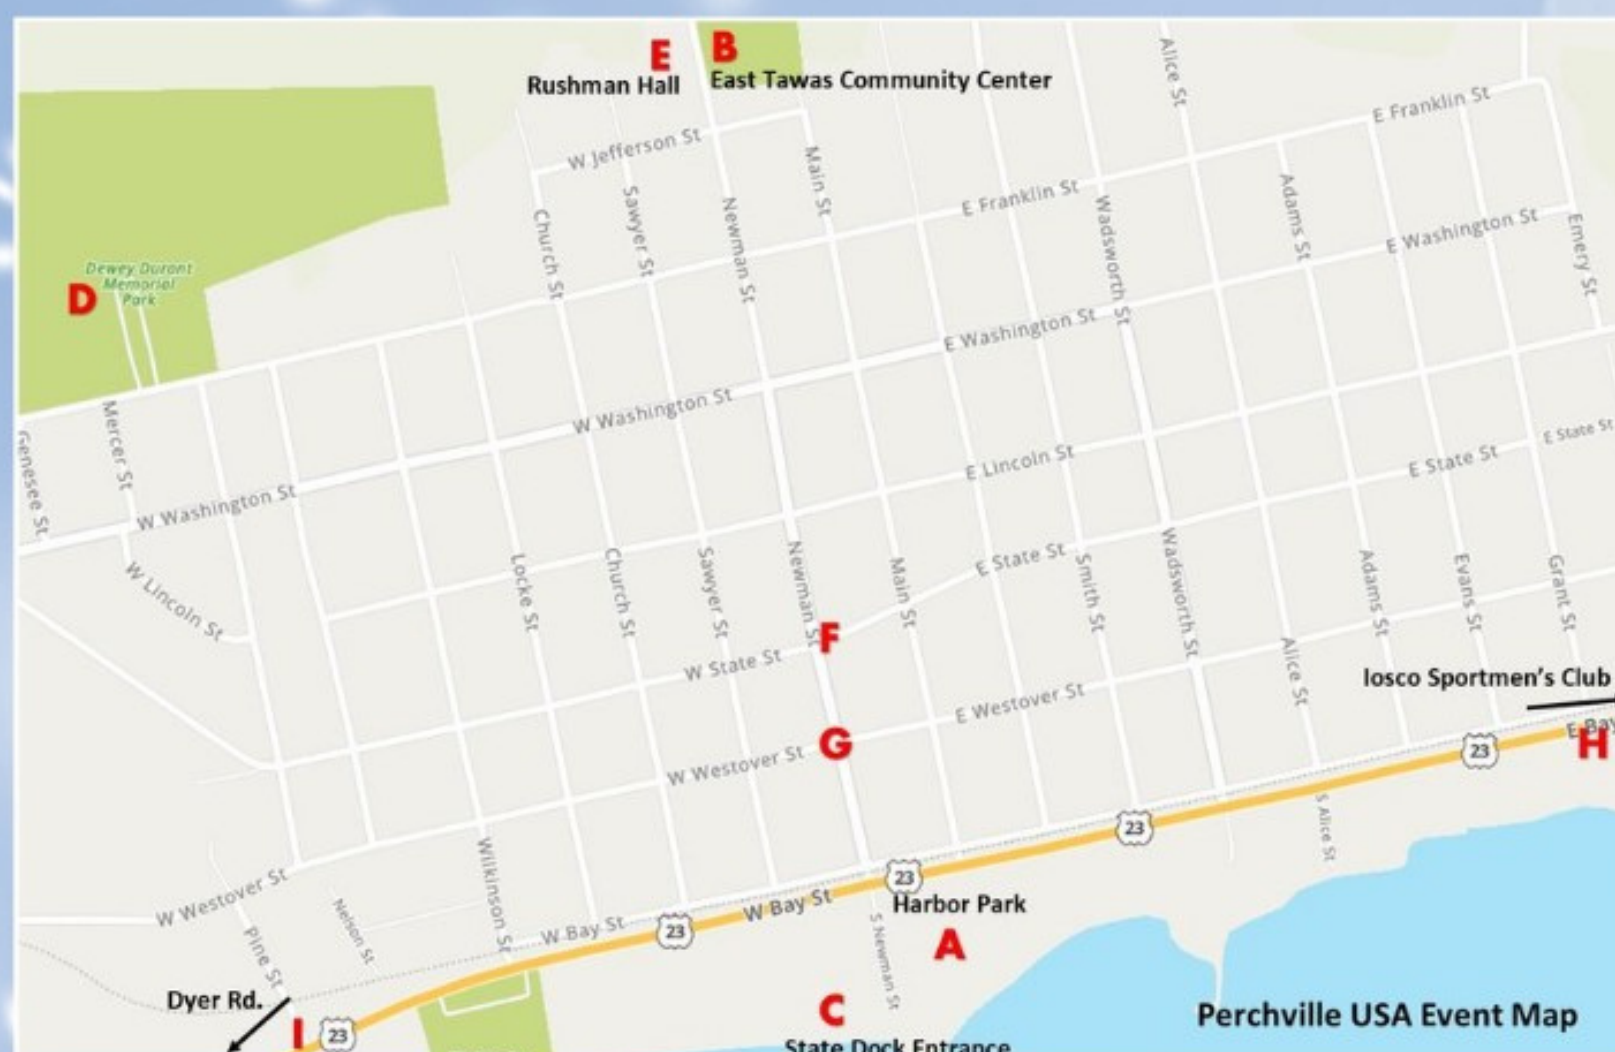 E
B
Rushman Hall
East Tawas Community Center
Alice St
E Franklin St
W Jefferson St
Main St
Sawyer St
Newman St
Church St
E Franklin St
Wadsworth St
Adams St
E Washington St
Emery St
Dewey Durant
Memorial
Park
D
E Washington St
W Washington St
Mercer St
Genesee St
W Washington St
E Lincoln St
E State St
E State St
W Lincoln St
Locke St
Church St
Sawyer St
Newman St
Main St
E State St
Smith St
Wadsworth St
Adams St
Evans St
Grant St
F
W State St
Alice St
Iosco Sportmen's Club
E Westover St
G
W Westover St
E Bay
H
23
23
S Alice St
Wilkinson St
W Westover St
Nelson St
Pine St
23
Harbor Park
W Bay St
W Bay St
23
A
S Newman St
Dyer Rd.
I
23
C
State Dock Entrance
Perchville USA Event Map